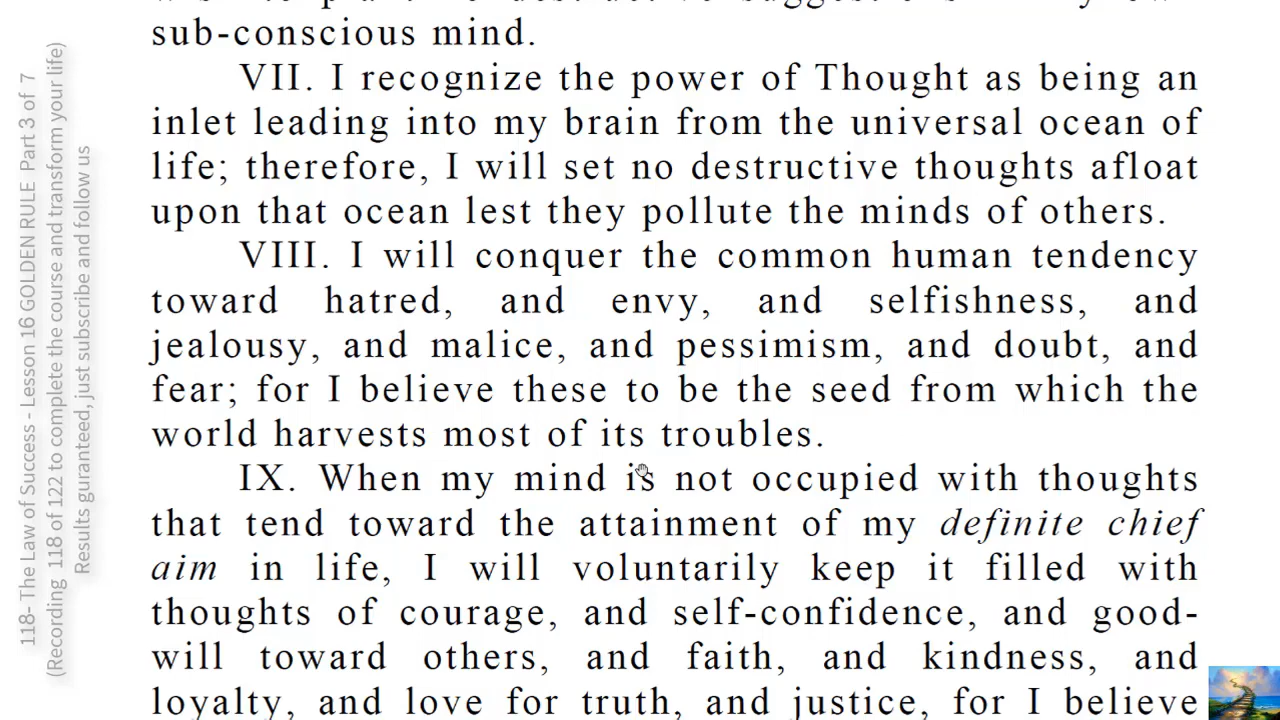 sub-conscious mind.
VII. I recognize the power of Thought as being an
inlet leading into my brain from the universal ocean of
life; therefore, I will set no destructive thoughts afloat
upon that ocean lest they pollute the minds of others.
VIII. I will conquer the common human tendency
toward hatred, and envy, and selfishness, and
jealousy, and malice, and pessimism, and doubt, and
fear; for I believe these to be the seed from which the
world harvests most of its troubles.
IX. When my mind is not occupied with thoughts
that tend toward the attainment of my definite chief
aim in life, I will voluntarily keep it filled with
thoughts of courage, and self-confidence, and good-
will toward others, and faith, and kindness, and
loyalty, and love for truth, and justice, for I believe
118- The Law of Success - Lesson 16 GOLDEN RULE Part 3 of 7
(Recording 118 of 122 to complete the course and transform your life)
Results guranteed, just subscribe and follow us